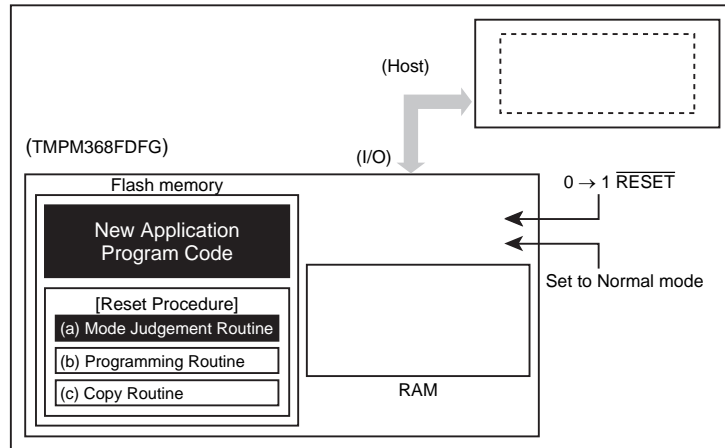 (Host)
(TMPM368FDFG)
(I/O)
Flash memory
0 → 1 RESET
New Application
Program Code
Set to Normal mode
[Reset Procedure]
(a) Mode Judgement Routine
(b) Programming Routine
(c) Copy Routine
RAM